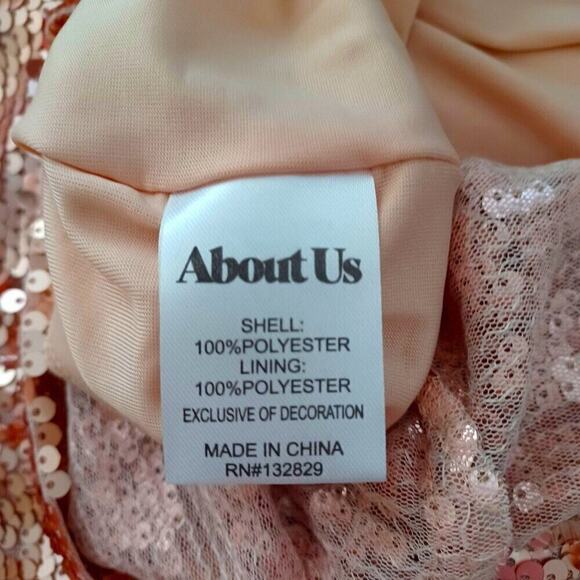 About Us
SHELL:
100%POLYESTER
LINING:
100%POLYESTER
EXCLUSIVE OF DECORATION
MADE IN CHINA
RN#132829